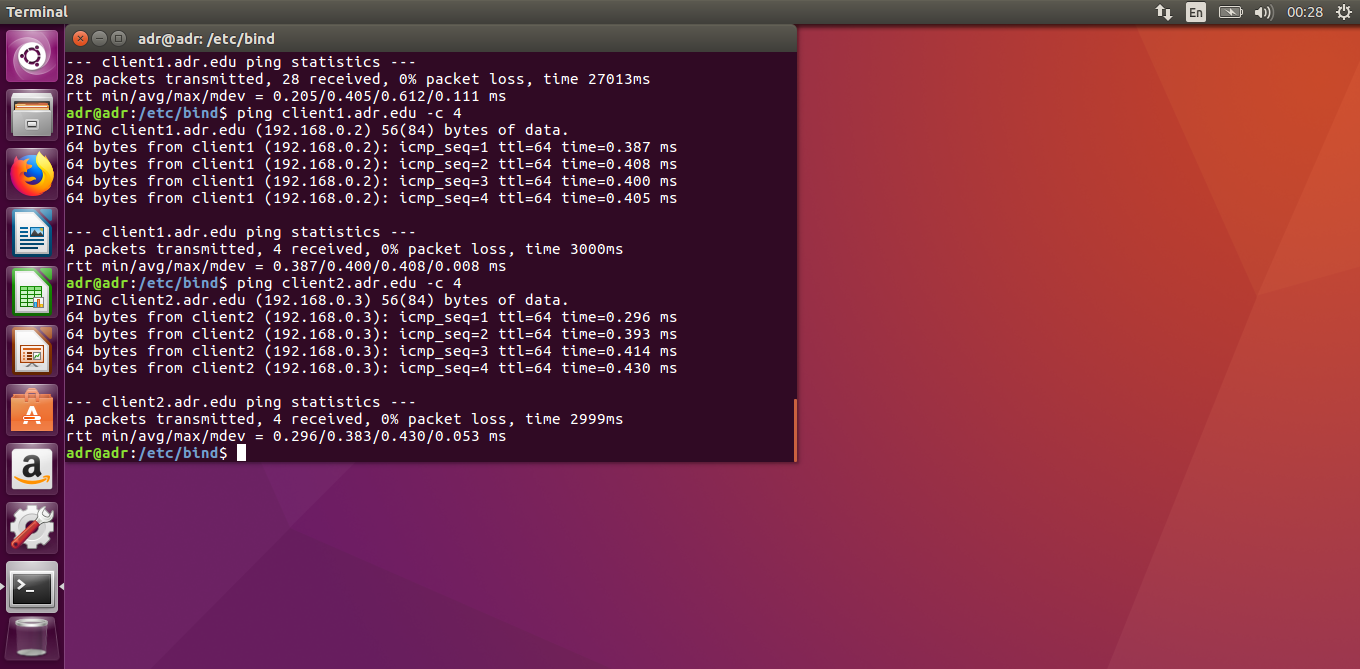 Terminal
En
00:28
adr@adr: /etc/bind
--- client1.adr.edu ping statistics ---
28 packets transmitted, 28 received, 0% packet loss, time 27013ms
rtt min/avg/max/mdev = 0.205/0.405/0.612/0.111 ms
adr@adr:/etc/bind$ ping client1.adr.edu -c 4
PING client1.adr.edu (192.168.0.2) 56(84) bytes of data.
64 bytes from client1 (192.168.0.2): icmp_seq=1 ttl=64 time=0.387 ms
64 bytes from client1 (192.168.0.2): icmp_seq=2 ttl=64 time=0.408 ms
64 bytes from client1 (192.168.0.2): icmp_seq=3 ttl=64 time=0.400 ms
64 bytes from client1 (192.168.0.2): icmp_seq=4 ttl=64 time=0.405 ms
--- client1.adr.edu ping statistics ---
4 packets transmitted, 4 received, 0% packet loss, time 3000ms
rtt min/avg/max/mdev = 0.387/0.400/0.408/0.008 ms
adr@adr:/etc/bind$ ping client2.adr.edu -c 4
PING client2.adr.edu (192.168.0.3) 56(84) bytes of data.
64 bytes from client2 (192.168.0.3): icmp_seq=1 ttl=64 time=0.296 ms
64 bytes from client2 (192.168.0.3): icmp_seq=2 ttl=64 time=0.393 ms
64 bytes from client2 (192.168.0.3): icmp_seq=3 ttl=64 time=0.414 ms
64 bytes from client2 (192.168.0.3): icmp_seq=4 ttl=64 time=0.430 ms
--- client2.adr.edu ping statistics ---
4 packets transmitted, 4 received, 0% packet loss, time 2999ms
rtt min/avg/max/mdev = 0.296/0.383/0.430/0.053 ms
adr@adr:/etc/bind$
a
>_